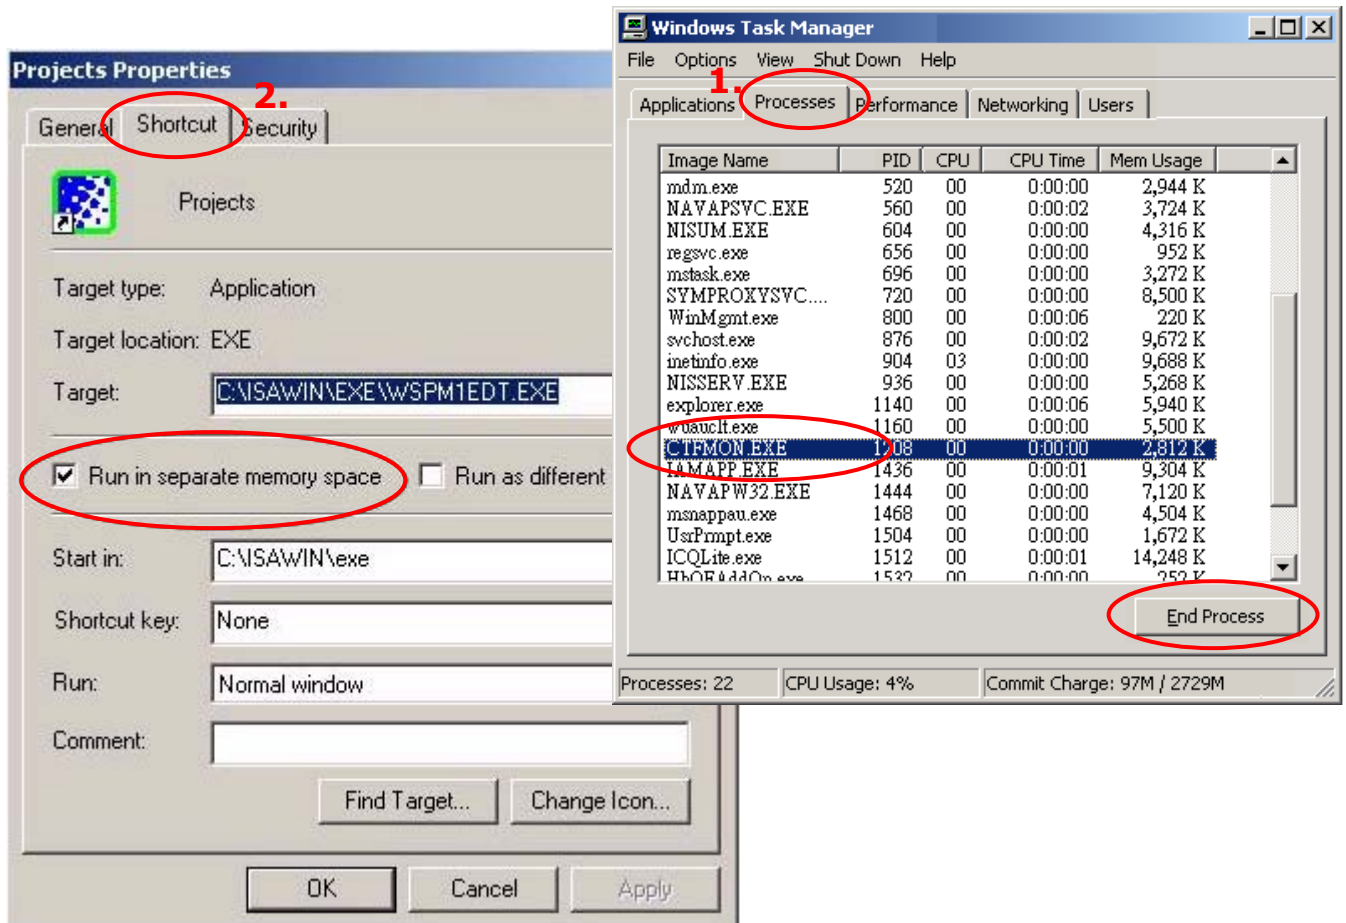 Windows Task Manager
File Options View Shut Down Help
1.
Applications Processes Performance Networking Users
Image Name PID CPU CPU Time Mem Usage
mdm.exe 520 00 0:00:00 2,944 K
NAVAPSVC.EXE 560 00 0:00:02 3,724 K
NISUM.EXE 604 00 0:00:00 4,316 K
regsvc.exe 656 00 0:00:00 952 K
mstask.exe 696 00 0:00:00 3,272 K
SYMPROXYSVC.... 720 00 0:00:00 8,500 K
WinMgmt.exe 800 00 0:00:06 220 K
svchost.exe 876 00 0:00:02 9,672 K
inetinfo.exe 904 03 0:00:00 9,688 K
NISSERV.EXE 936 00 0:00:00 5,268 K
explorer.exe 1140 00 0:00:06 5,940 K
wuauclt.exe 1160 00 0:00:00 5,500 K
CTFMON.EXE 1208 00 0:00:00 2,812 K
IAMAPP.EXE 1436 00 0:00:01 9,304 K
NAVAPW32.EXE 1444 00 0:00:00 7,120 K
msnappau.exe 1468 00 0:00:00 4,504 K
UsrPrmpt.exe 1504 00 0:00:00 1,672 K
ICQLite.exe 1512 00 0:00:01 14,248 K
HbOEAddOn.exe 1532 00 0:00:00 252 K
End Process
Processes: 22 CPU Usage: 4% Commit Charge: 97M / 2729M
Projects Properties
2.
General Shortcut Security
Projects
Target type: Application
Target location: EXE
Target: C:\ISAWIN\EXE\WSPM1EDT.EXE
Run in separate memory space Run as different
Start in: C:\ISAWIN\exe
Shortcut key: None
Run: Normal window
Comment:
Find Target... Change Icon...
OK Cancel Apply